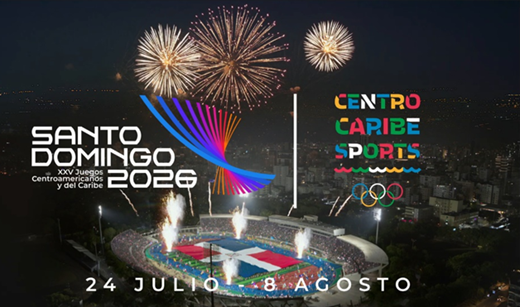 SANTO
DOMINGO
XXV Juegos
Centroamericanos
y del Caribe
2026
CENTRO
CARIBE
SPORTS
24 JULIO - 8 AGOSTO